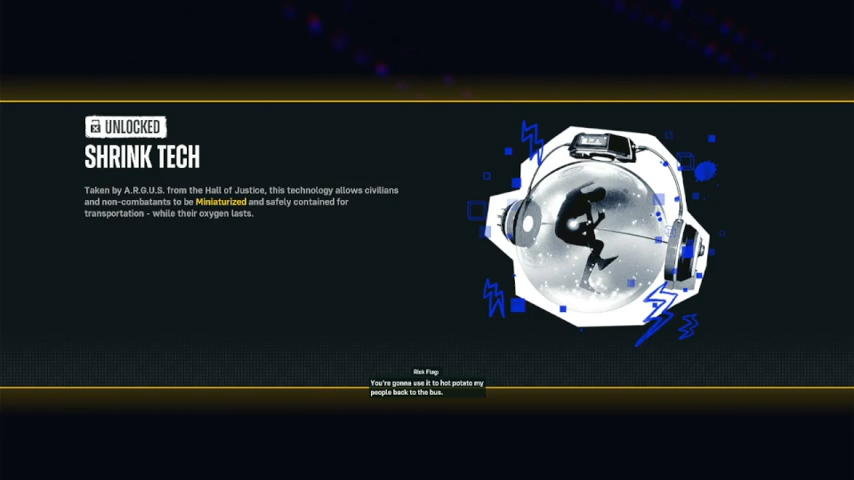 UNLOCKED
SHRINK TECH
Taken by A.R.G.U.S. from the Hall of Justice, this technology allows civilians
and non-combatants to be Miniaturized and safely contained for
transportation - while their oxygen lasts.
Rick Flag:
You're gonna use it to hot potato my
people back to the bus.